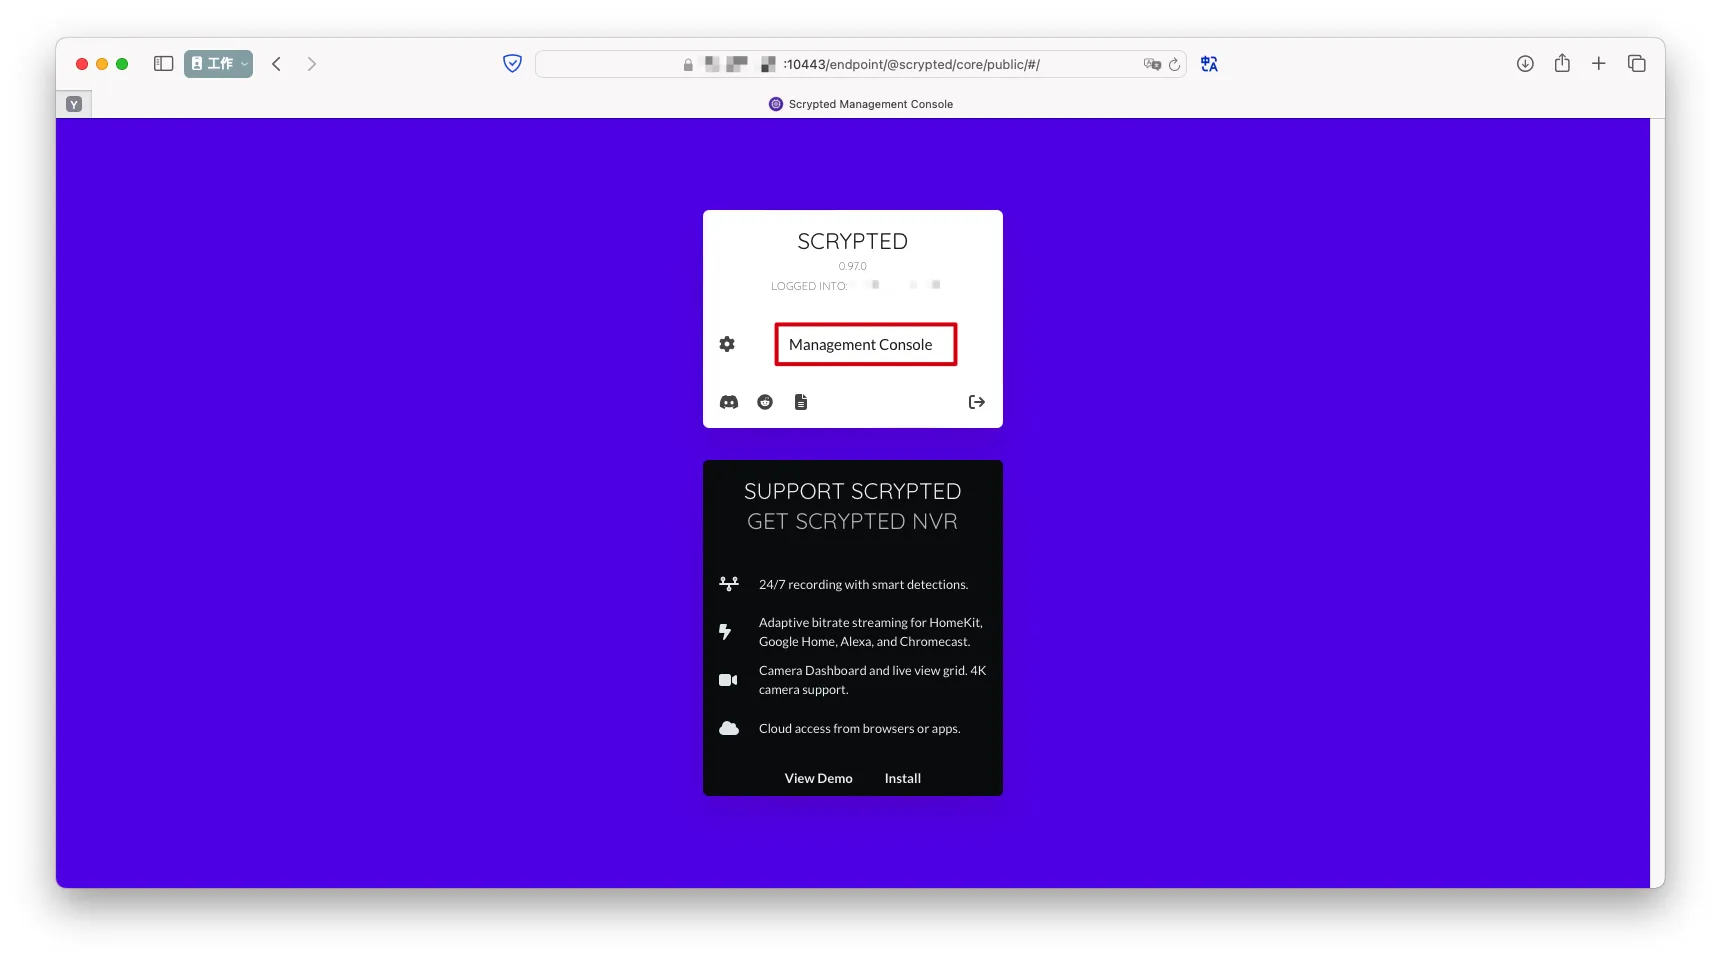 工作
:10443/endpoint/@scrypted/core/public/#/
Y
Scrypted Management Console
SCRYPTED
0.97.0
LOGGED INTO:
Management Console
SUPPORT SCRYPTED
GET SCRYPTED NVR
24/7 recording with smart detections.
Adaptive bitrate streaming for HomeKit,
Google Home, Alexa, and Chromecast.
Camera Dashboard and live view grid. 4K
camera support.
Cloud access from browsers or apps.
View Demo Install